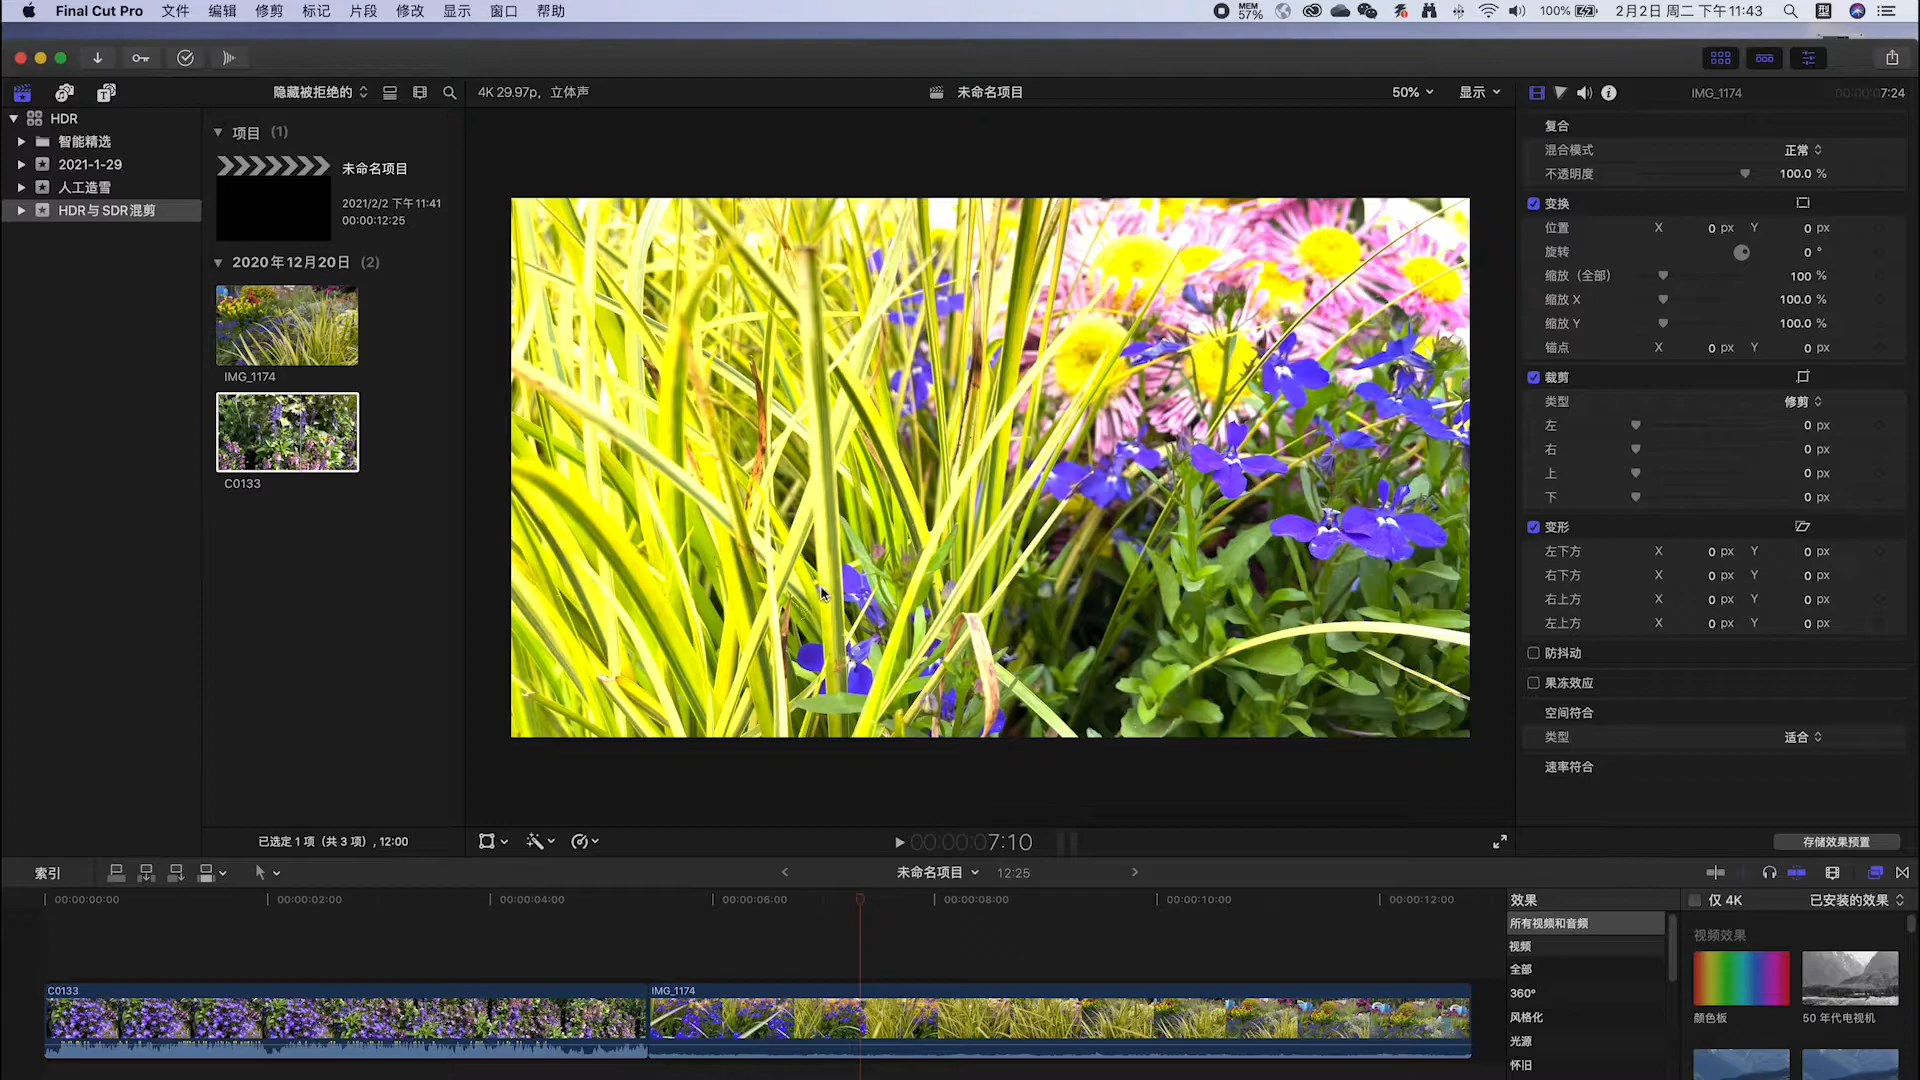 Final Cut Pro 文件 编辑 修剪 标记 片段 修改 显示 窗口 帮助 MEM 57% 100% 2月2日 周二 下午11:43
隐藏被拒绝的 4K 29.97p，立体声 未命名项目 50% 显示 IMG_1174 00:00:07:24
HDR
智能精选
2021-1-29
人工造雪
HDR与SDR混剪
项目 (1)
未命名项目
2021/2/2 下午11:41
00:00:12:25
2020年12月20日 (2)
IMG_1174
C0133
已选定 1 项（共 3 项）, 12:00
00:00:00:07:10
复合
混合模式 正常
不透明度 100.0 %
变换
位置 X 0 px Y 0 px
旋转 0 °
缩放（全部） 100 %
缩放 X 100.0 %
缩放 Y 100.0 %
锚点 X 0 px Y 0 px
裁剪
类型 修剪
左 0 px
右 0 px
上 0 px
下 0 px
变形
左下方 X 0 px Y 0 px
右下方 X 0 px Y 0 px
右上方 X 0 px Y 0 px
左上方 X 0 px Y 0 px
防抖动
果冻效应
空间符合
类型 适合
速率符合
存储效果预置
索引 未命名项目 12:25
00:00:00:00 00:00:02:00 00:00:04:00 00:00:06:00 00:00:08:00 00:00:10:00 00:00:12:00
C0133 IMG_1174
效果 仅 4K 已安装的效果
所有视频和音频
视频
全部
360°
风格化
光源
怀旧
视频效果
颜色板 50 年代电视机